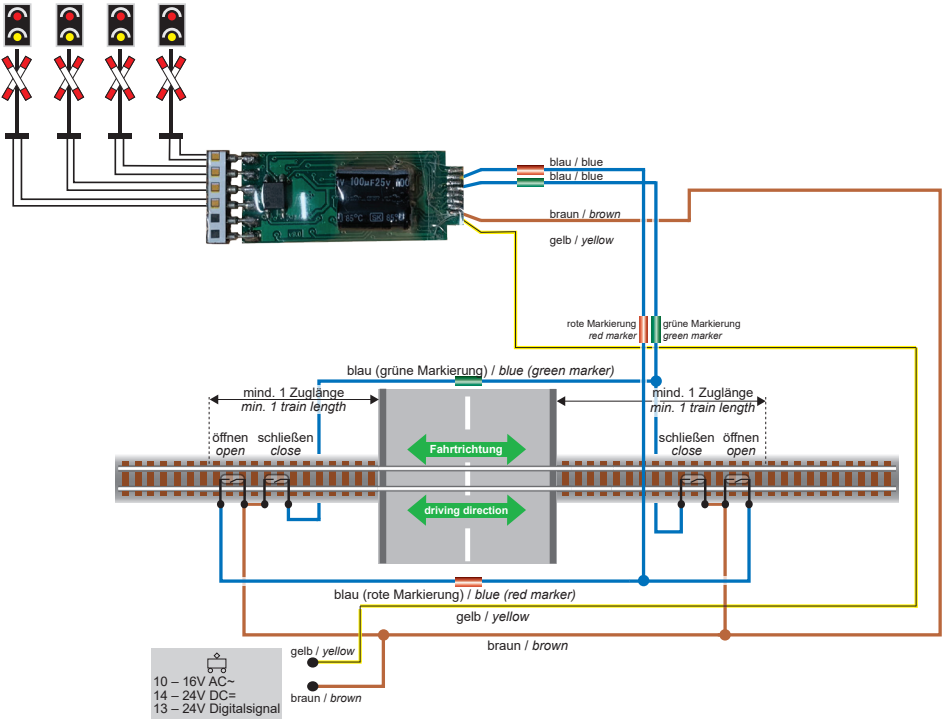 blau / blue
blau / blue
braun / brown
gelb / yellow
100µF25V
85°C
SK
rote Markierung
red marker
grüne Markierung
green marker
blau (grüne Markierung) / blue (green marker)
mind. 1 Zuglänge
min. 1 train length
mind. 1 Zuglänge
min. 1 train length
öffnen
open
schließen
close
schließen
close
öffnen
open
Fahrtrichtung
driving direction
blau (rote Markierung) / blue (red marker)
gelb / yellow
braun / brown
gelb / yellow
braun / brown
10 – 16V AC~
14 – 24V DC=
13 – 24V Digitalsignal